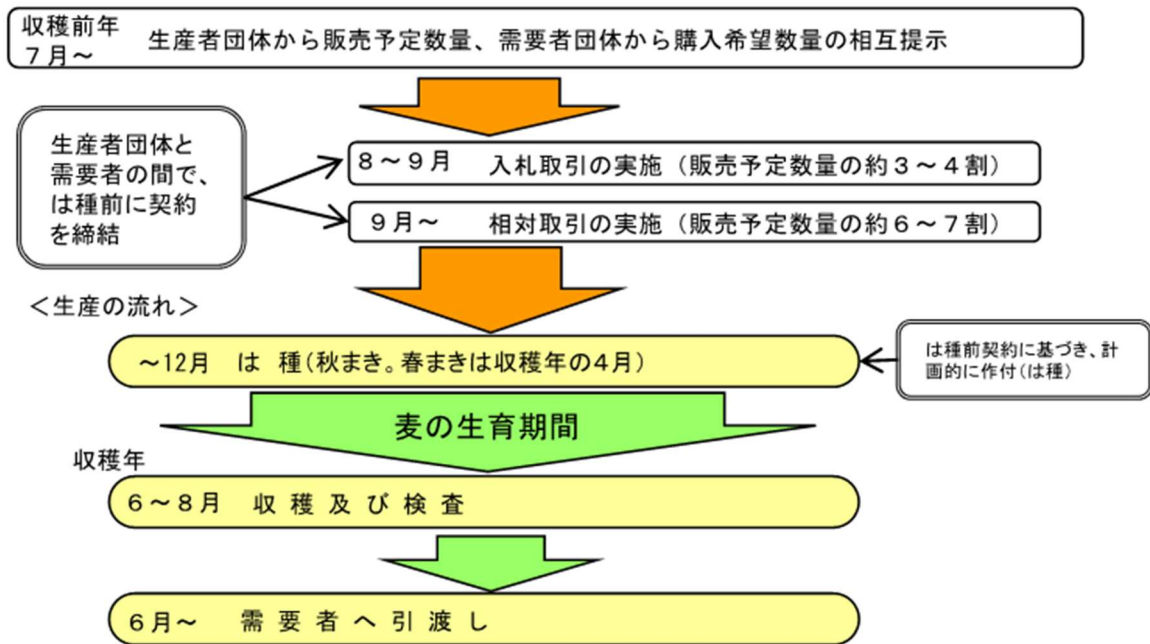 収穫前年
7月～
生産者団体から販売予定数量、需要者団体から購入希望数量の相互提示
生産者団体と
需要者の間で、
は種前に契約
を締結
８～９月　入札取引の実施（販売予定数量の約３～４割）
９月～　相対取引の実施（販売予定数量の約６～７割）
＜生産の流れ＞
～12月　は　種（秋まき。春まきは収穫年の4月）
は種前契約に基づき、計
画的に作付（は種）
麦の生育期間
収穫年
６～８月　収 穫 及 び 検 査
６月～　需 要 者 へ 引 渡 し